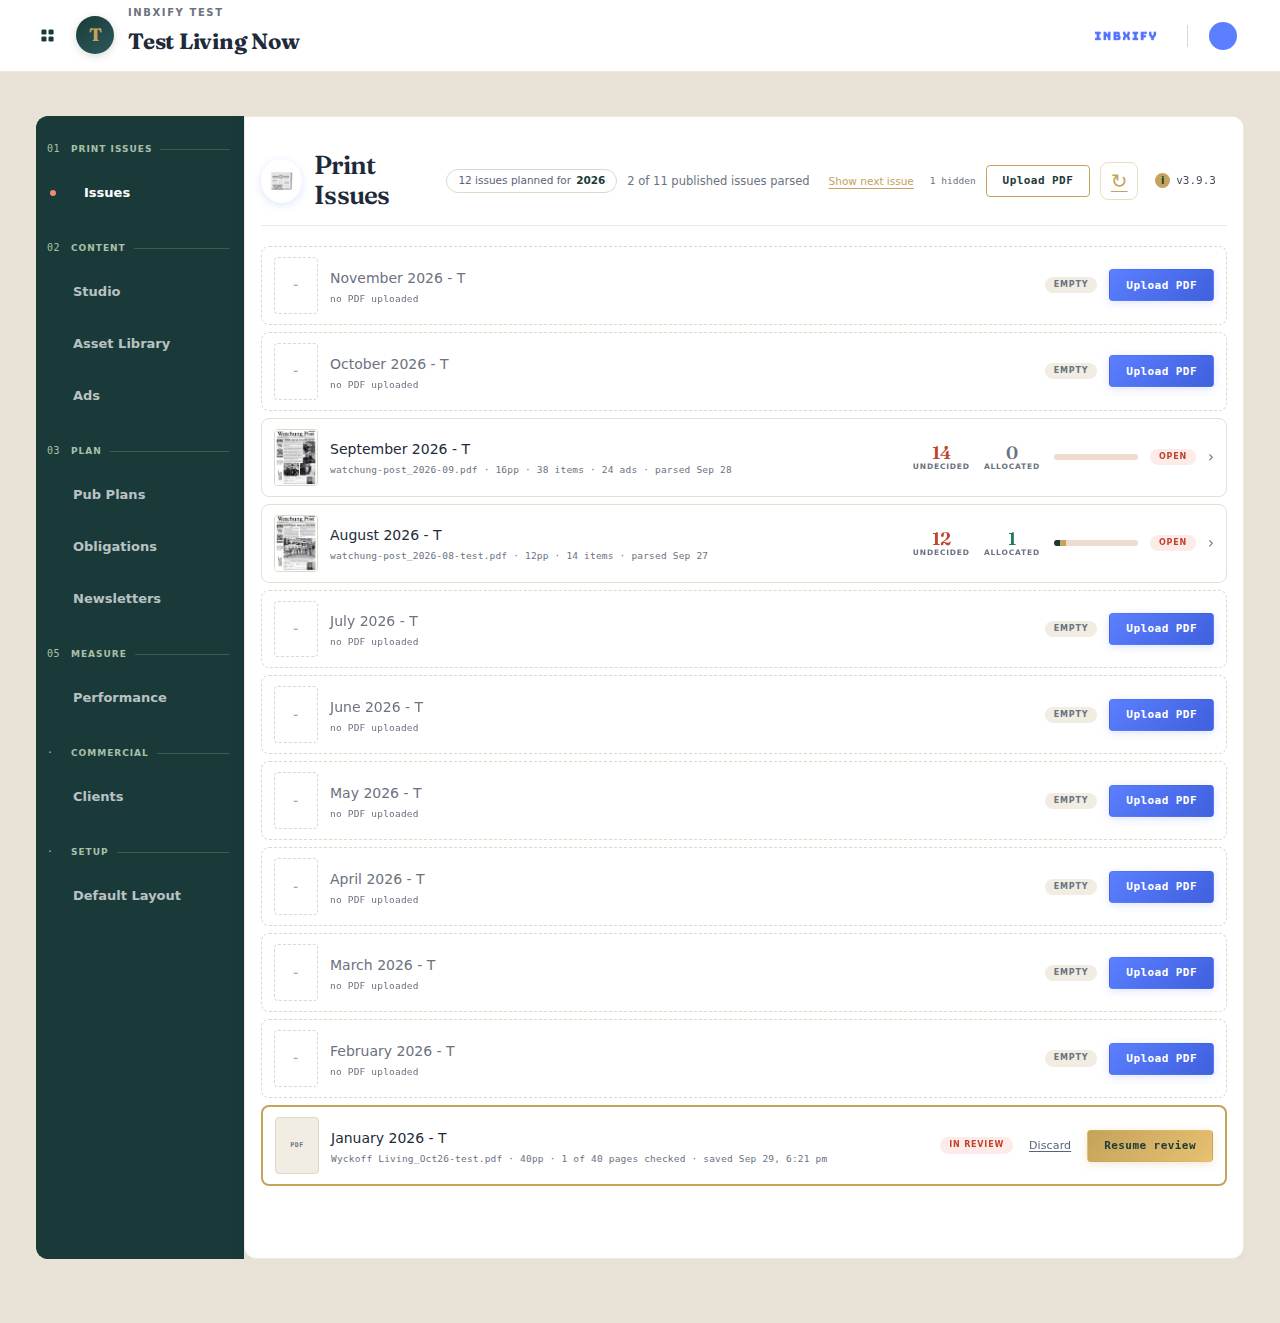 INBXIFY TEST
T
Test Living Now
INBXIFY
01 PRINT ISSUES
Issues
02 CONTENT
Studio
Asset Library
Ads
03 PLAN
Pub Plans
Obligations
Newsletters
05 MEASURE
Performance
· COMMERCIAL
Clients
· SETUP
Default Layout
Print Issues
12 issues planned for 2026
2 of 11 published issues parsed
Show next issue
1 hidden
Upload PDF
↻
i v3.9.3
-
November 2026 - T
no PDF uploaded
EMPTY
Upload PDF
-
October 2026 - T
no PDF uploaded
EMPTY
Upload PDF
Watchung Post
September 2026 - T
watchung-post_2026-09.pdf · 16pp · 38 items · 24 ads · parsed Sep 28
14 UNDECIDED
0 ALLOCATED
OPEN
›
Watchung Post
August 2026 - T
watchung-post_2026-08-test.pdf · 12pp · 14 items · parsed Sep 27
12 UNDECIDED
1 ALLOCATED
OPEN
›
-
July 2026 - T
no PDF uploaded
EMPTY
Upload PDF
-
June 2026 - T
no PDF uploaded
EMPTY
Upload PDF
-
May 2026 - T
no PDF uploaded
EMPTY
Upload PDF
-
April 2026 - T
no PDF uploaded
EMPTY
Upload PDF
-
March 2026 - T
no PDF uploaded
EMPTY
Upload PDF
-
February 2026 - T
no PDF uploaded
EMPTY
Upload PDF
PDF
January 2026 - T
Wyckoff Living_Oct26-test.pdf · 40pp · 1 of 40 pages checked · saved Sep 29, 6:21 pm
IN REVIEW
Discard
Resume review